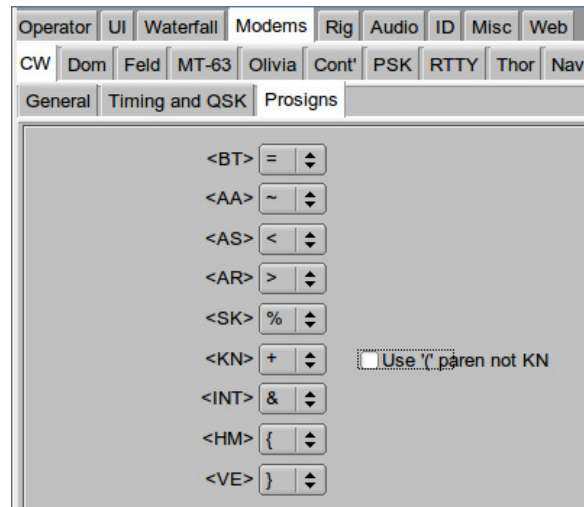 Operator UI Waterfall Modems Rig Audio ID Misc Web
CW Dom Feld MT-63 Olivia Cont' PSK RTTY Thor Nav
General Timing and QSK Prosigns
<BT> =
<AA> ~
<AS> <
<AR> >
<SK> %
<KN> + Use '(' paren not KN
<INT> &
<HM> {
<VE> }